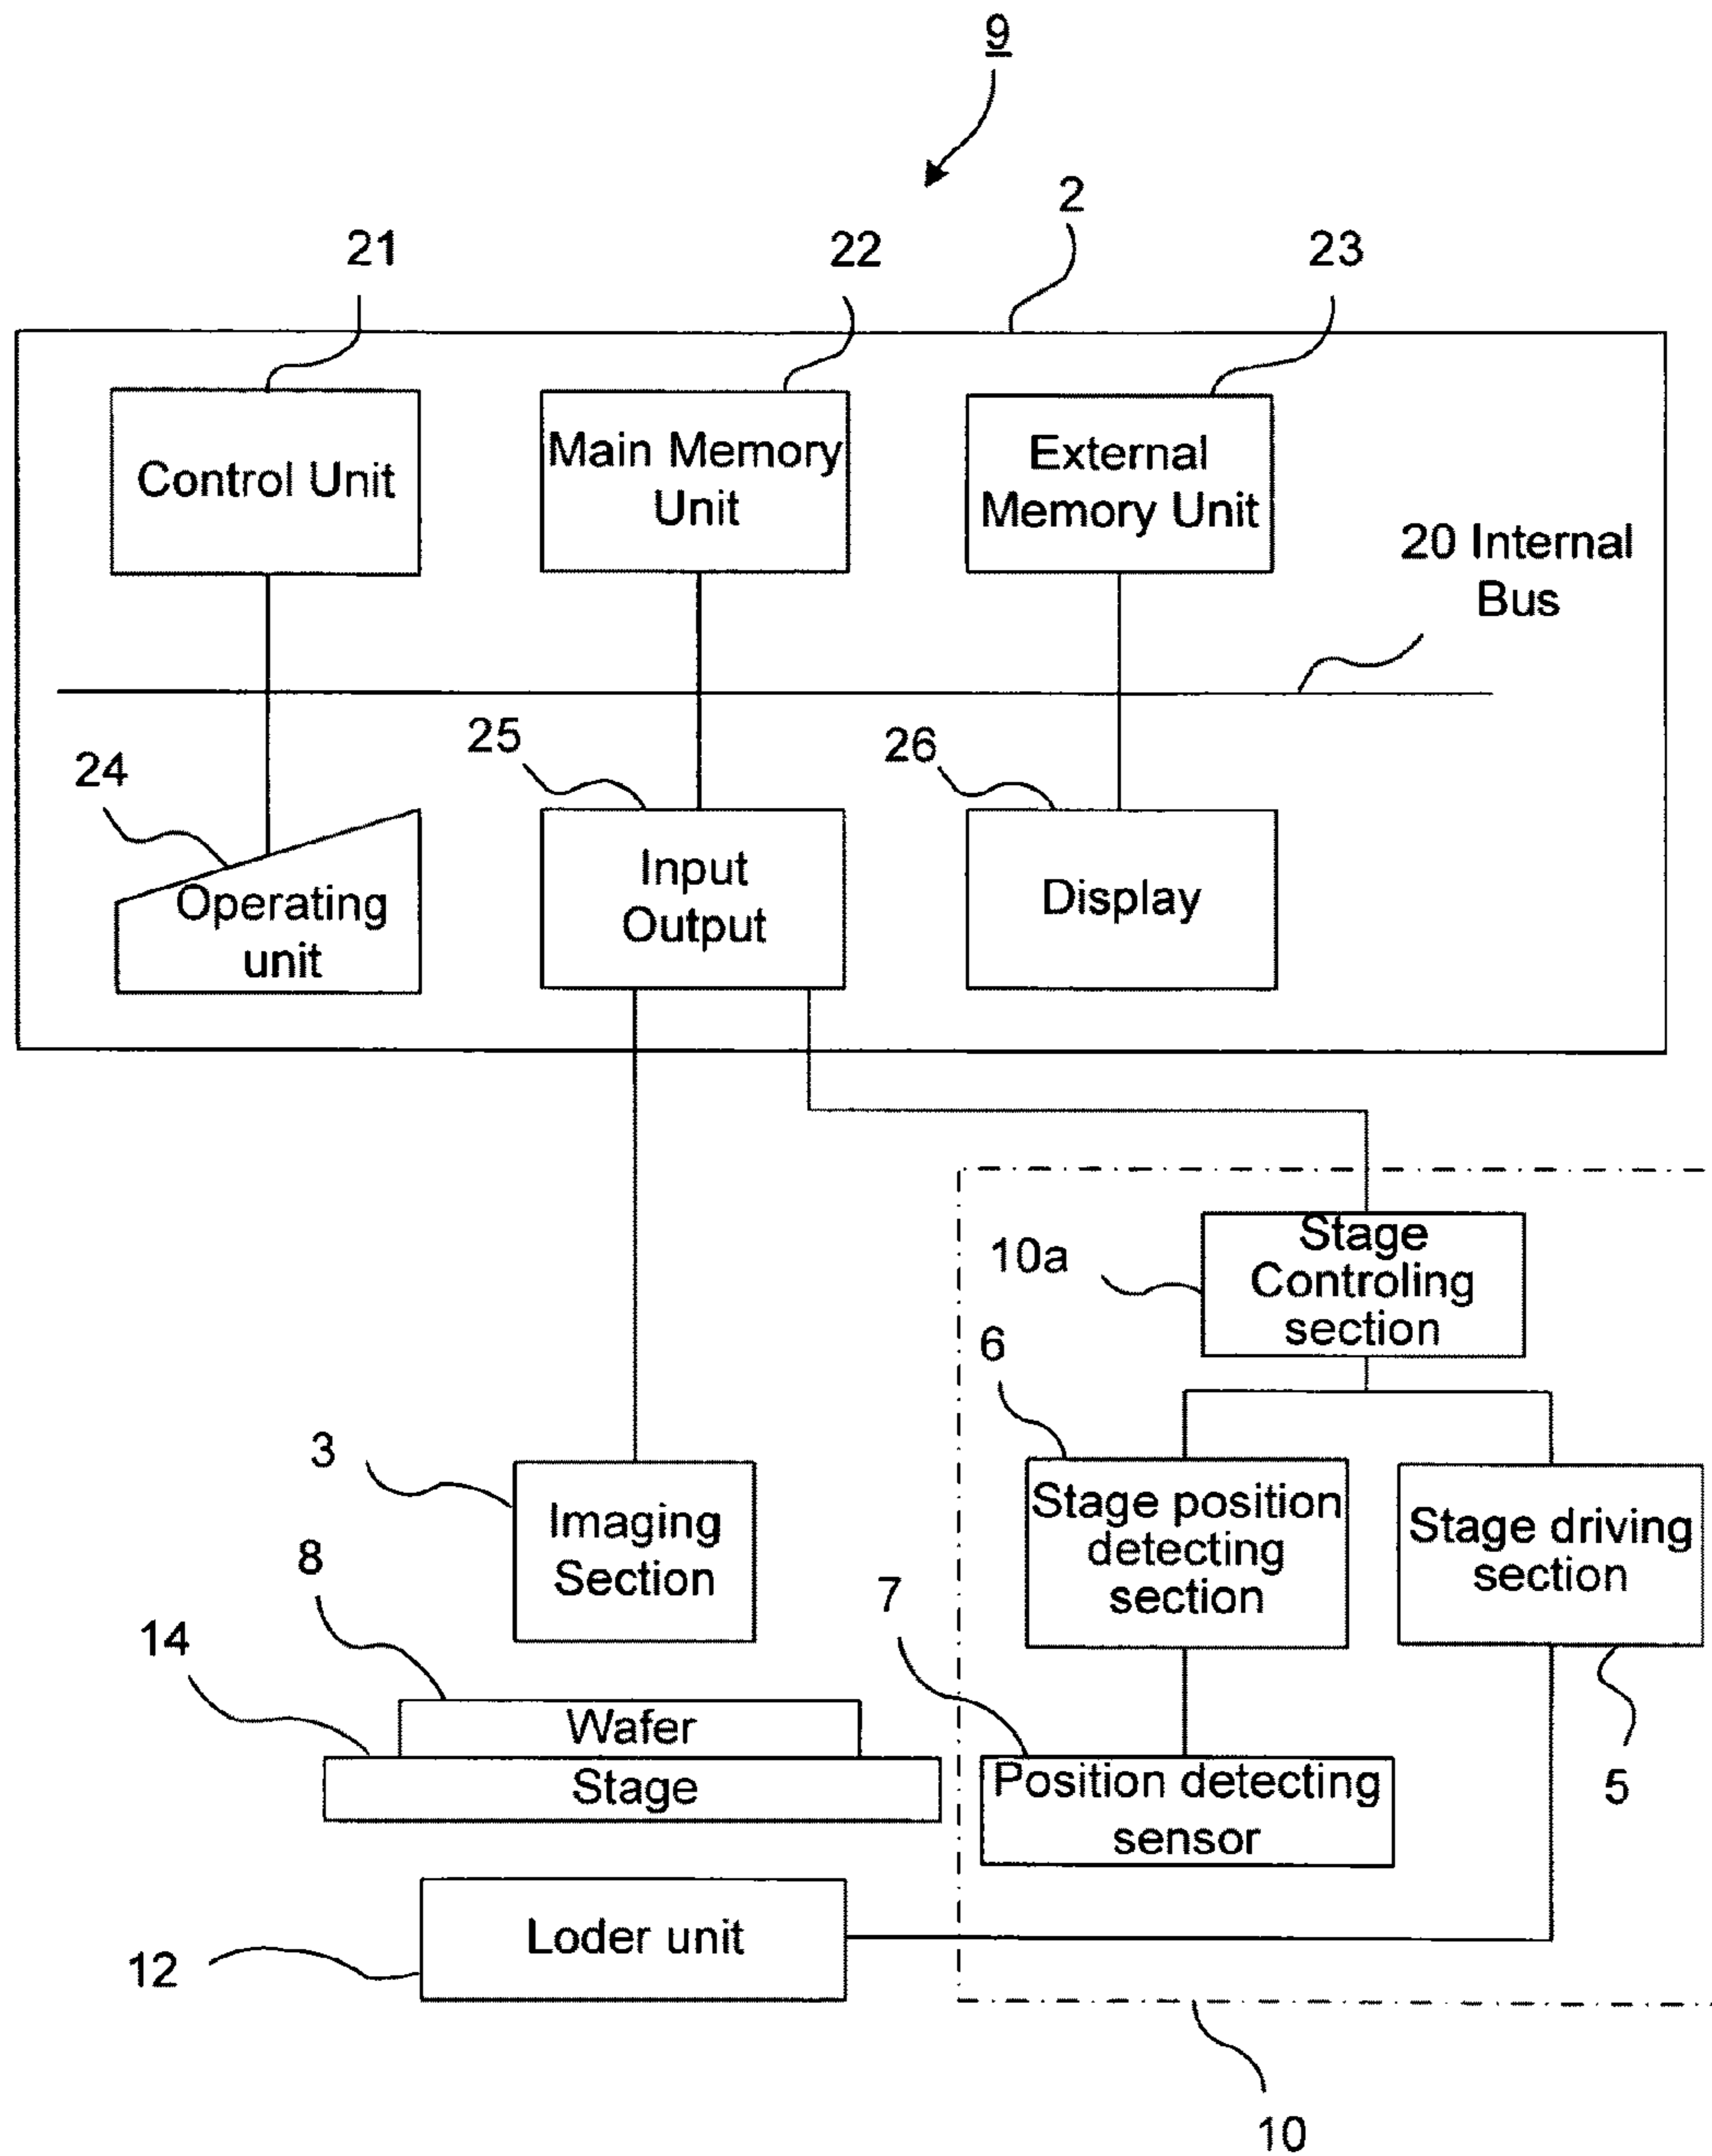 9
2
21
22
23
Control Unit
Main Memory
Unit
External
Memory Unit
20 Internal
Bus
24
25
26
Operating
unit
Input
Output
Display
10a
Stage
Controling
section
6
3
Imaging
Section
Stage position
detecting
section
Stage driving
section
8
7
14
Wafer
Stage
Position detecting
sensor
5
12
Loder unit
10